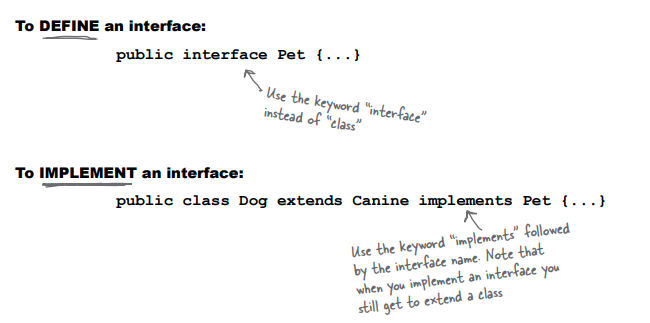 To DEFINE an interface:
public interface Pet {...}
Use the keyword "interface"
instead of "class"
To IMPLEMENT an interface:
public class Dog extends Canine implements Pet {...}
Use the keyword "implements" followed
by the interface name. Note that
when you implement an interface you
still get to extend a class